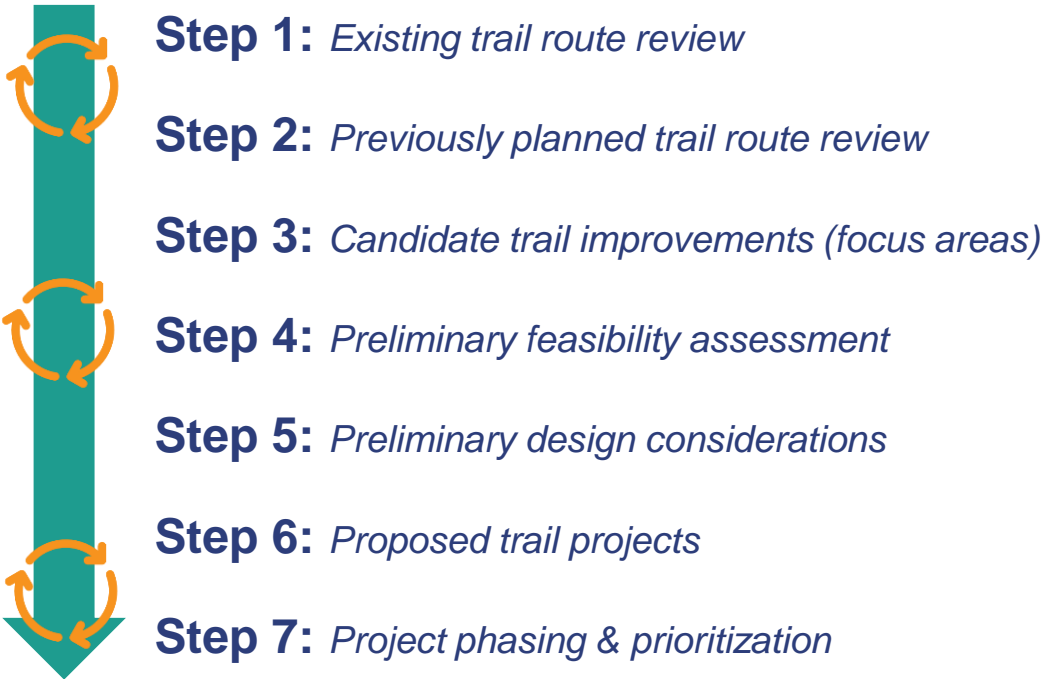 Step 1: Existing trail route review
Step 2: Previously planned trail route review
Step 3: Candidate trail improvements (focus areas)
Step 4: Preliminary feasibility assessment
Step 5: Preliminary design considerations
Step 6: Proposed trail projects
Step 7: Project phasing & prioritization